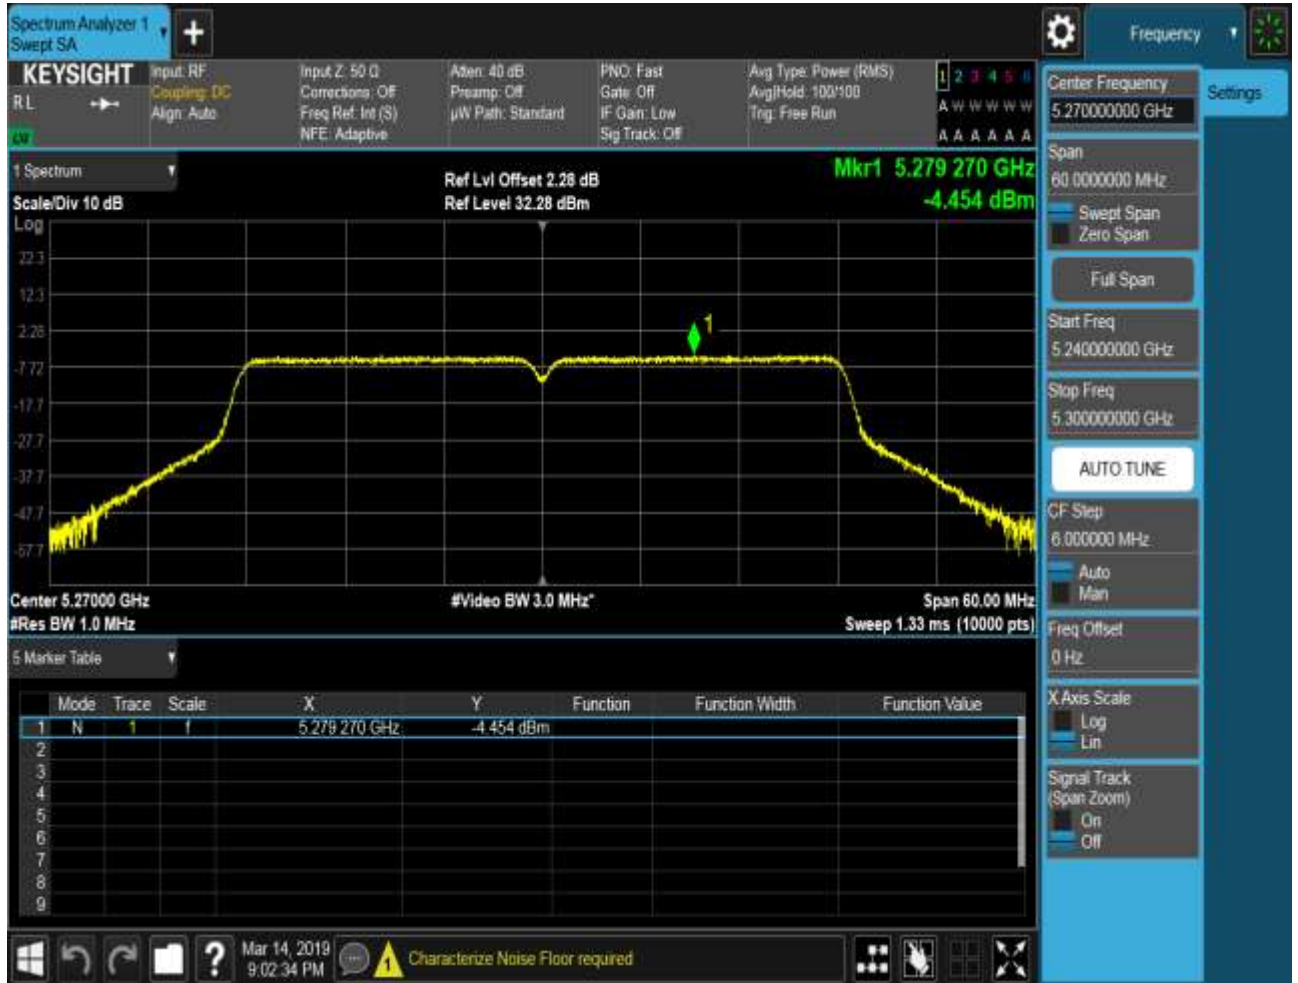 Spectrum Analyzer 1
Swept SA
+
Frequency
KEYSIGHT
RL
Input: RF
Coupling: DC
Align: Auto
Input Z: 50 Ω
Corrections: Off
Freq Ref: Int (S)
NFE: Adaptive
Atten: 40 dB
Preamp: Off
µW Path: Standard
PNO: Fast
Gate: Off
IF Gain: Low
Sig Track: Off
Avg Type: Power (RMS)
Avg|Hold: 100/100
Trig: Free Run
1 2 3 4 5 6
A W W W W W
A A A A A A
1 Spectrum
Scale/Div 10 dB
Ref Lvl Offset 2.28 dB
Ref Level 32.28 dBm
Mkr1 5.279 270 GHz
-4.454 dBm
Log
22.3
12.3
2.28
-7.72
-17.7
-27.7
-37.7
-47.7
-57.7
1
Center 5.27000 GHz
#Res BW 1.0 MHz
#Video BW 3.0 MHz*
Span 60.00 MHz
Sweep 1.33 ms (10000 pts)
5 Marker Table
Mode Trace Scale X Y Function Function Width Function Value
1 N 1 f 5.279 270 GHz -4.454 dBm
2
3
4
5
6
7
8
9
Mar 14, 2019
9:02:34 PM
1
Characterize Noise Floor required
Center Frequency
5.270000000 GHz
Settings
Span
60.0000000 MHz
Swept Span
Zero Span
Full Span
Start Freq
5.240000000 GHz
Stop Freq
5.300000000 GHz
AUTO TUNE
CF Step
6.000000 MHz
Auto
Man
Freq Offset
0 Hz
X Axis Scale
Log
Lin
Signal Track
(Span Zoom)
On
Off